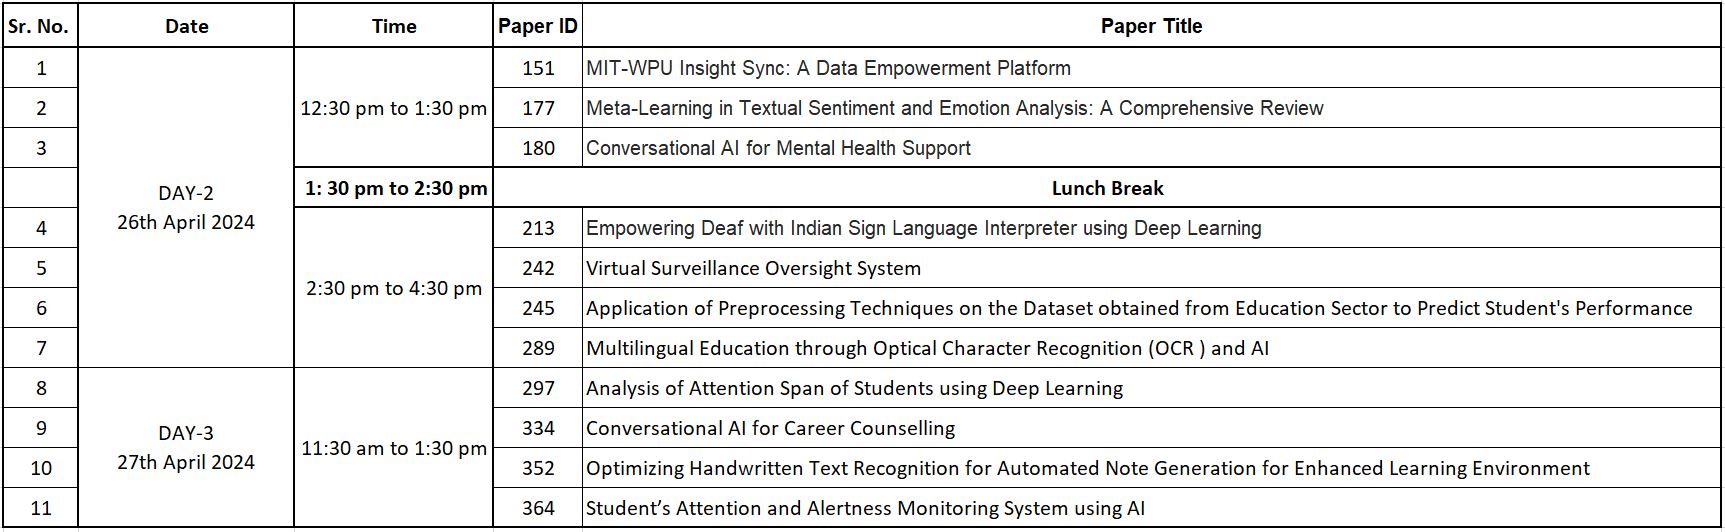 Sr. No. Date Time Paper ID Paper Title
1 151 MIT-WPU Insight Sync: A Data Empowerment Platform
12:30 pm to 1:30 pm
2 177 Meta-Learning in Textual Sentiment and Emotion Analysis: A Comprehensive Review
3 180 Conversational AI for Mental Health Support
DAY-2
26th April 2024
1: 30 pm to 2:30 pm Lunch Break
4 213 Empowering Deaf with Indian Sign Language Interpreter using Deep Learning
5 242 Virtual Surveillance Oversight System
2:30 pm to 4:30 pm
6 245 Application of Preprocessing Techniques on the Dataset obtained from Education Sector to Predict Student's Performance
7 289 Multilingual Education through Optical Character Recognition (OCR ) and AI
8 297 Analysis of Attention Span of Students using Deep Learning
DAY-3
27th April 2024
11:30 am to 1:30 pm
9 334 Conversational AI for Career Counselling
10 352 Optimizing Handwritten Text Recognition for Automated Note Generation for Enhanced Learning Environment
11 364 Student’s Attention and Alertness Monitoring System using AI